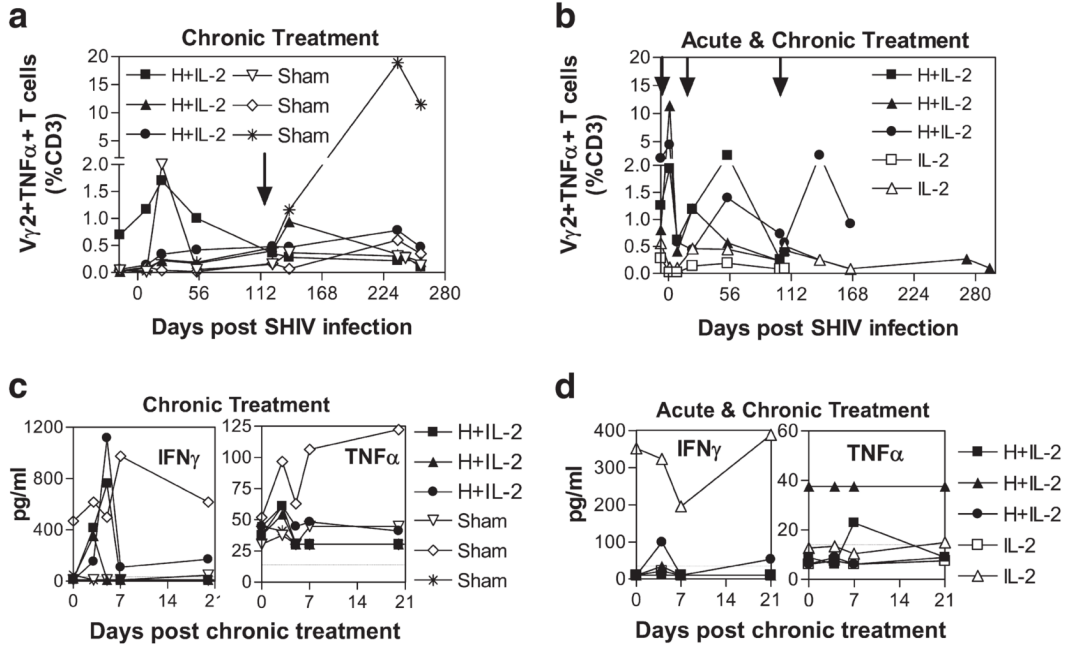 a
Chronic Treatment
Vγ2+TNFα+ T cells
(%CD3)
20
15
10
5
2.0
1.5
1.0
0.5
0.0
H+IL-2 Sham
H+IL-2 Sham
H+IL-2 Sham
0 56 112 168 224 280
Days post SHIV infection
b
Acute & Chronic Treatment
Vγ2+TNFα+ T cells
(%CD3)
20
15
10
5
2.0
1.5
1.0
0.5
0.0
H+IL-2
H+IL-2
H+IL-2
IL-2
IL-2
0 56 112 168 224 280
Days post SHIV infection
c
Chronic Treatment
pg/ml
1200
800
400
0
IFNγ
0 7 14 2
125
100
75
50
25
0
TNFα
0 7 14 21
H+IL-2
H+IL-2
H+IL-2
Sham
Sham
Sham
Days post chronic treatment
d
Acute & Chronic Treatment
pg/ml
400
300
200
100
0
IFNγ
0 7 14 21
60
40
20
0
TNFα
0 7 14 21
H+IL-2
H+IL-2
H+IL-2
IL-2
IL-2
Days post chronic treatment